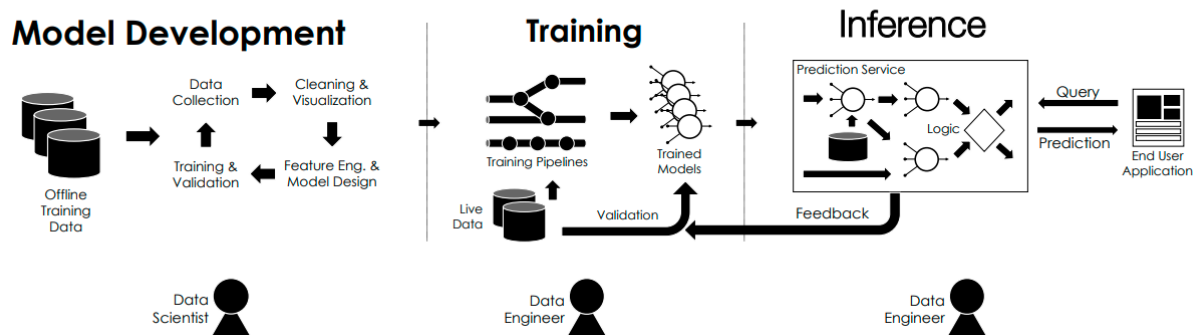 Model Development
Training
Inference
Data
Collection
Cleaning &
Visualization
Training &
Validation
Feature Eng. &
Model Design
Offline
Training
Data
Training Pipelines
Trained
Models
Live
Data
Validation
Prediction Service
Logic
Feedback
Query
Prediction
End User
Application
Data
Scientist
Data
Engineer
Data
Engineer